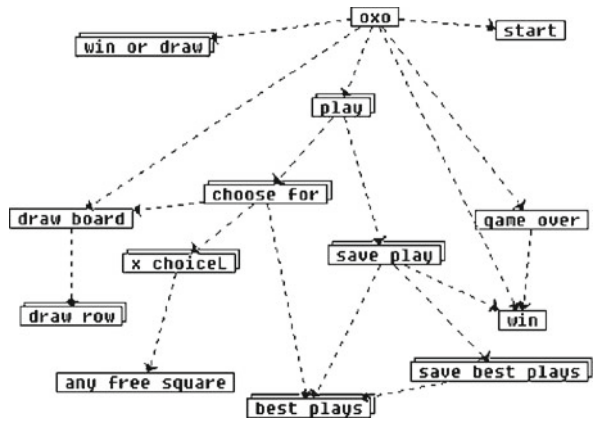 oxo
start
win or draw
play
choose for
draw board
game over
x choiceL
save play
draw row
win
any free square
save best plays
best plays